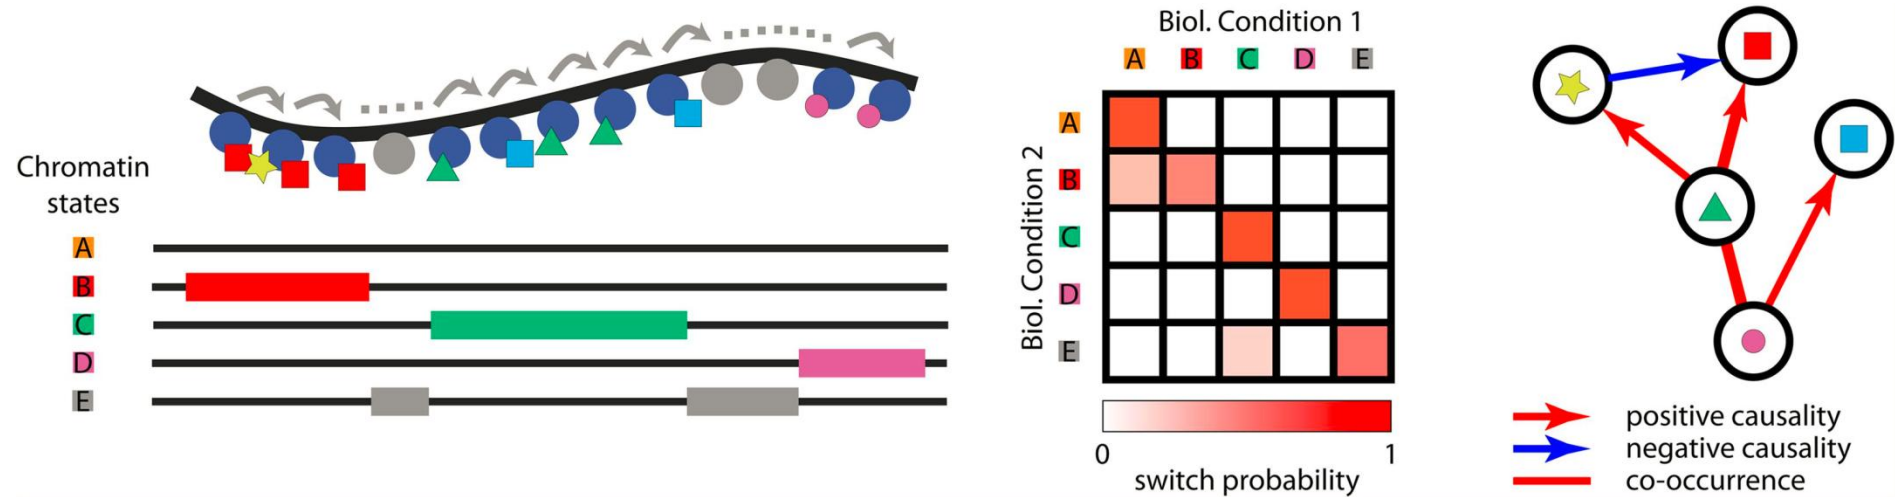 Chromatin
states
A
B
C
D
E
Biol. Condition 1
A B C D E
Biol. Condition 2
A
B
C
D
E
0 1
switch probability
positive causality
negative causality
co-occurrence